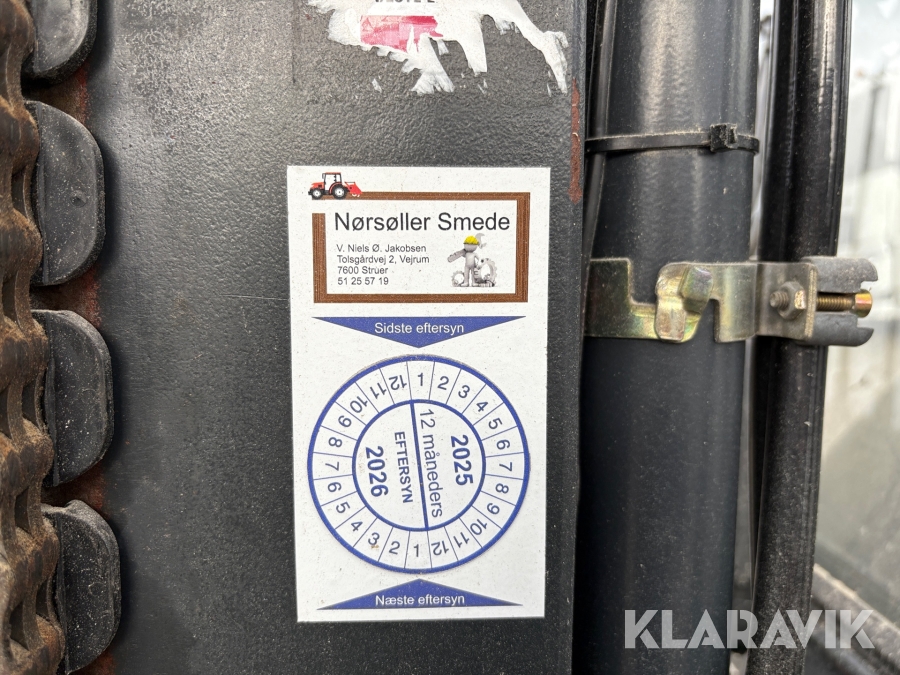 Nørsøller Smede
V. Niels Ø. Jakobsen
Tolsgårdvej 2, Vejrum
7600 Struer
51 25 57 19
Sidste eftersyn
1 2 3 4 5 6 7 8 9 10 11 12
2025
12 måneders
EFTERSYN
2026
1 2 3 4 5 6 7 8 9 10 11 12
Næste eftersyn
KLARAVIK